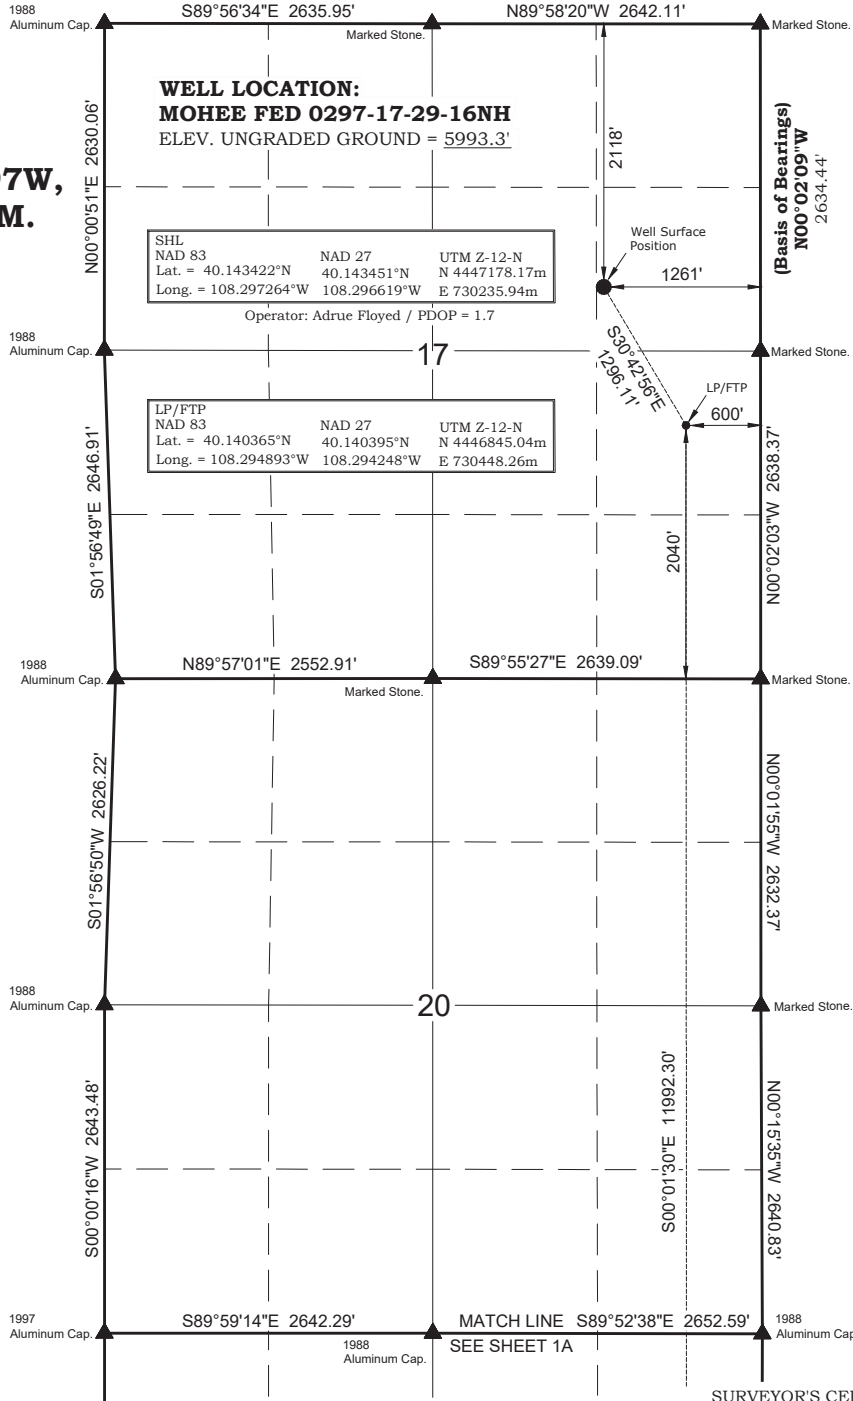 1988
Aluminum Cap.
S89°56'34"E 2635.95'
N89°58'20"W 2642.11'
Marked Stone.
Marked Stone.
WELL LOCATION:
MOHEE FED 0297-17-29-16NH
ELEV. UNGRADED GROUND = 5993.3'
N00°00'51"E 2630.06'
2118'
(Basis of Bearings)
N00°02'09"W
2634.44'
7W,
M.
SHL
NAD 83 NAD 27 UTM Z-12-N
Lat. = 40.143422°N 40.143451°N N 4447178.17m
Long. = 108.297264°W 108.296619°W E 730235.94m
Operator: Adrue Floyed / PDOP = 1.7
Well Surface
Position
1261'
1988
Aluminum Cap.
17
Marked Stone.
S30°42'56"E
1296.11'
LP/FTP
600'
LP/FTP
NAD 83 NAD 27 UTM Z-12-N
Lat. = 40.140365°N 40.140395°N N 4446845.04m
Long. = 108.294893°W 108.294248°W E 730448.26m
S01°56'49"E 2646.91'
2040'
N00°02'03"W 2638.37'
1988
Aluminum Cap.
N89°57'01"E 2552.91'
S89°55'27"E 2639.09'
Marked Stone.
Marked Stone.
S01°56'50"W 2626.22'
N00°01'55"W 2632.37'
1988
Aluminum Cap.
20
Marked Stone.
S00°00'16"W 2643.48'
S00°01'30"E 11992.30'
N00°15'35"W 2640.83'
1997
Aluminum Cap.
S89°59'14"E 2642.29'
MATCH LINE S89°52'38"E 2652.59'
1988
Aluminum Cap
1988
Aluminum Cap.
SEE SHEET 1A
SURVEYOR'S CE